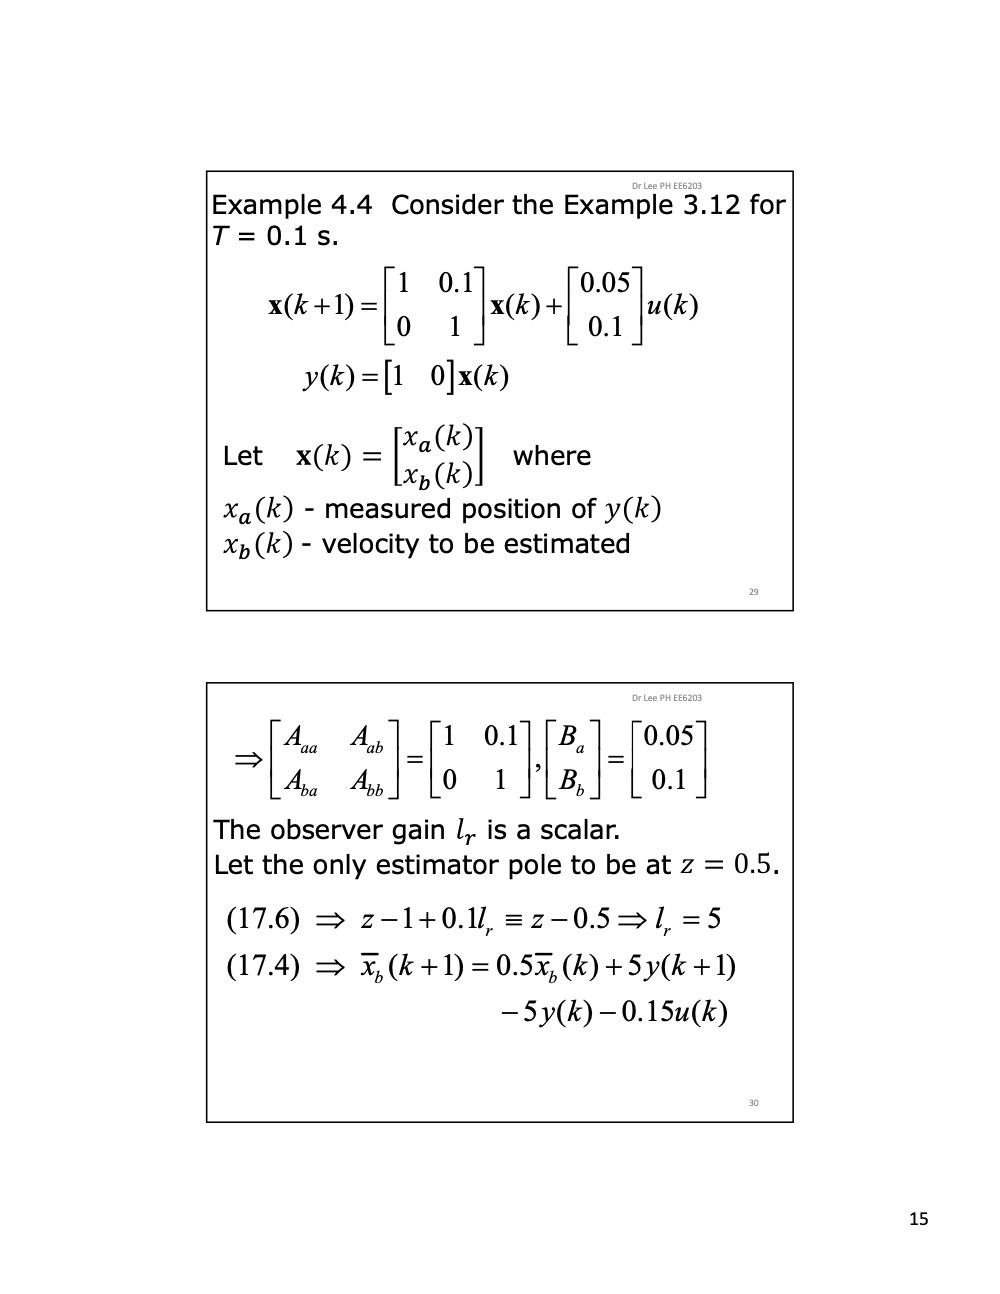 Dr Lee PH EE6203
Example 4.4 Consider the Example 3.12 for
T = 0.1 s.
x(k+1) = [1 0.1; 0 1] x(k) + [0.05; 0.1] u(k)
y(k) = [1 0] x(k)
Let x(k) = [x_a(k); x_b(k)] where
x_a(k) - measured position of y(k)
x_b(k) - velocity to be estimated
29
Dr Lee PH EE6203
⇒ [A_aa A_ab; A_ba A_bb] = [1 0.1; 0 1], [B_a; B_b] = [0.05; 0.1]
The observer gain l_r is a scalar.
Let the only estimator pole to be at z = 0.5.
(17.6) ⇒ z − 1 + 0.1l_r ≡ z − 0.5 ⇒ l_r = 5
(17.4) ⇒ x̄_b(k+1) = 0.5x̄_b(k) + 5y(k+1)
− 5y(k) − 0.15u(k)
30
15